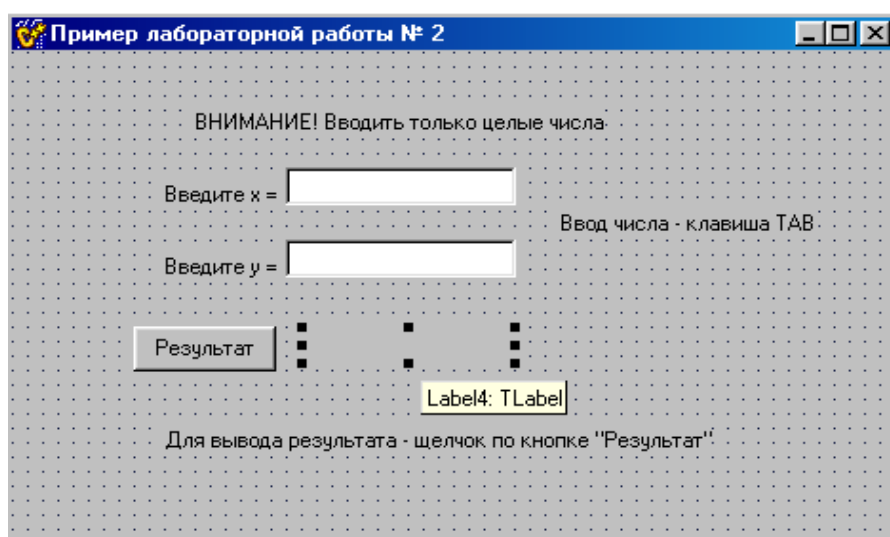 Пример лабораторной работы № 2
ВНИМАНИЕ! Вводить только целые числа
Введите x =
Ввод числа - клавиша TAB
Введите y =
Результат
Label4: TLabel
Для вывода результата - щелчок по кнопке "Результат"